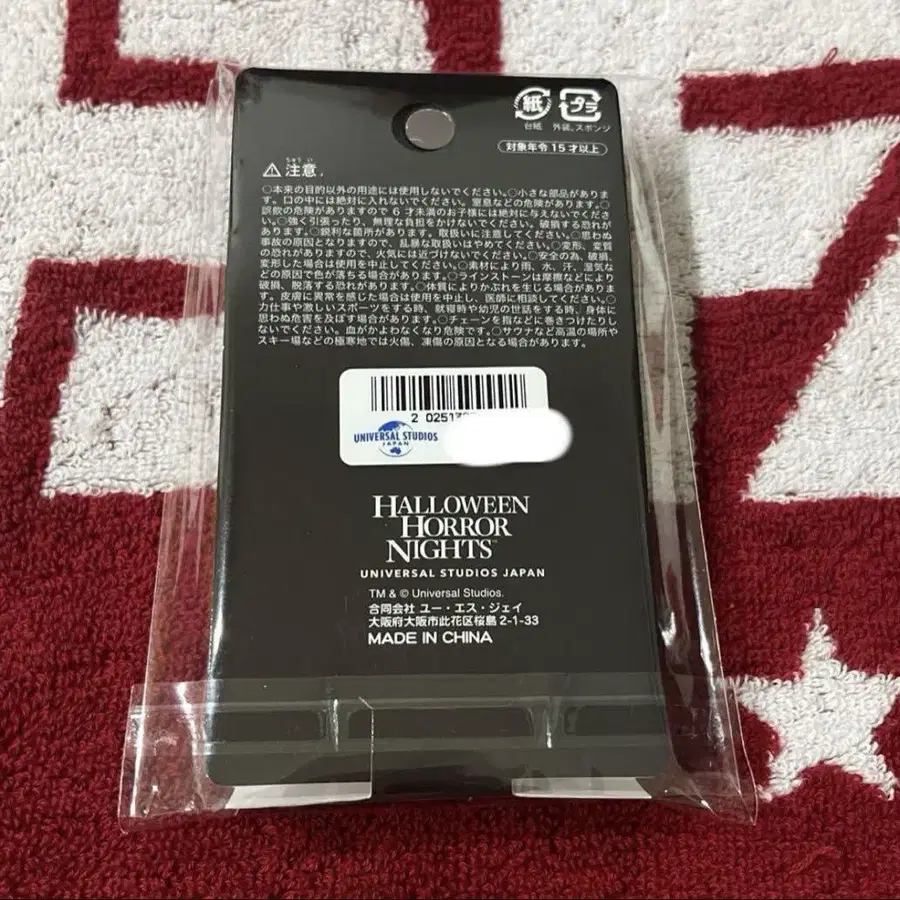 紙
プラ
台紙
外装、スポンジ
対象年令15才以上
ちゅう い
⚠注意、
○本来の目的以外の用途には使用しないでください。○小さな部品がありま
す。口の中には絶対に入れないでください。窒息などの危険があります。○
誤飲の危険がありますので6才未満のお子様には絶対に与えないでくださ
い。○強く引張ったり、無理な負担をかけないでください。破損する恐れが
あります。○鋭利な箇所があります。取扱いに注意してください。○思わぬ
事故の原因となりますので、乱暴な取扱いはやめてください。○変形、変質
の恐れがありますので、火気には近づけないでください。○安全の為、破損、
変形した場合は使用を中止してください。○素材により雨、水、汗、湿気な
どの原因で色が落ちる場合があります。○ラインストーンは摩擦などにより
破損、脱落する恐れがあります。○体質によりかぶれを生じる場合がありま
す。皮膚に異常を感じた場合は使用を中止し、医師に相談してください。○
力仕事や激しいスポーツをする時、就寝時や幼児の世話をする時、身体に
思わぬ危害を及ぼす場合があります。○チェーンを指などに巻きつけたりし
ないでください。血がかよわなくなり危険です。○サウナなど高温の場所や
スキー場などの極寒地では火傷、凍傷の原因となる場合があります。
2 0251
UNIVERSAL STUDIOS
JAPAN
HALLOWEEN
HORROR
NIGHTS™
UNIVERSAL STUDIOS JAPAN
TM & © Universal Studios.
合同会社 ユー・エス・ジェイ
大阪府大阪市此花区桜島2-1-33
MADE IN CHINA